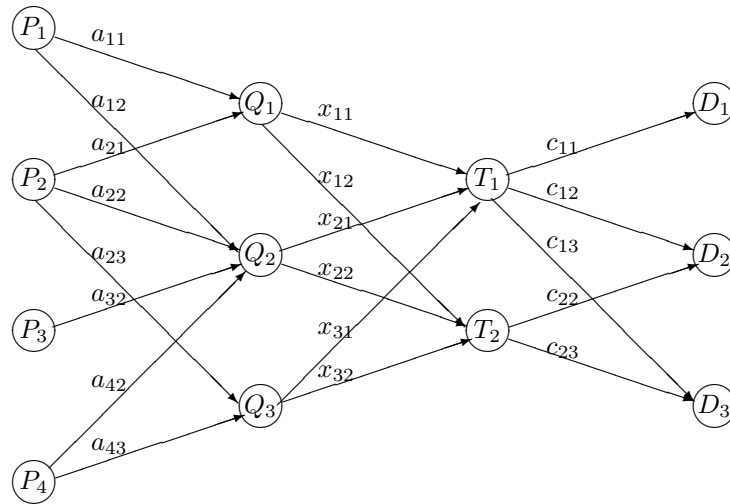 P₁
a₁₁
Q₁
x₁₁
D₁
a₁₂
a₂₁
c₁₁
P₂
a₂₂
x₁₂
T₁
c₁₂
a₂₃
Q₂
x₂₁
c₁₃
D₂
P₃
a₃₂
x₂₂
c₂₂
x₃₁
T₂
c₂₃
a₄₂
Q₃
x₃₂
D₃
a₄₃
P₄